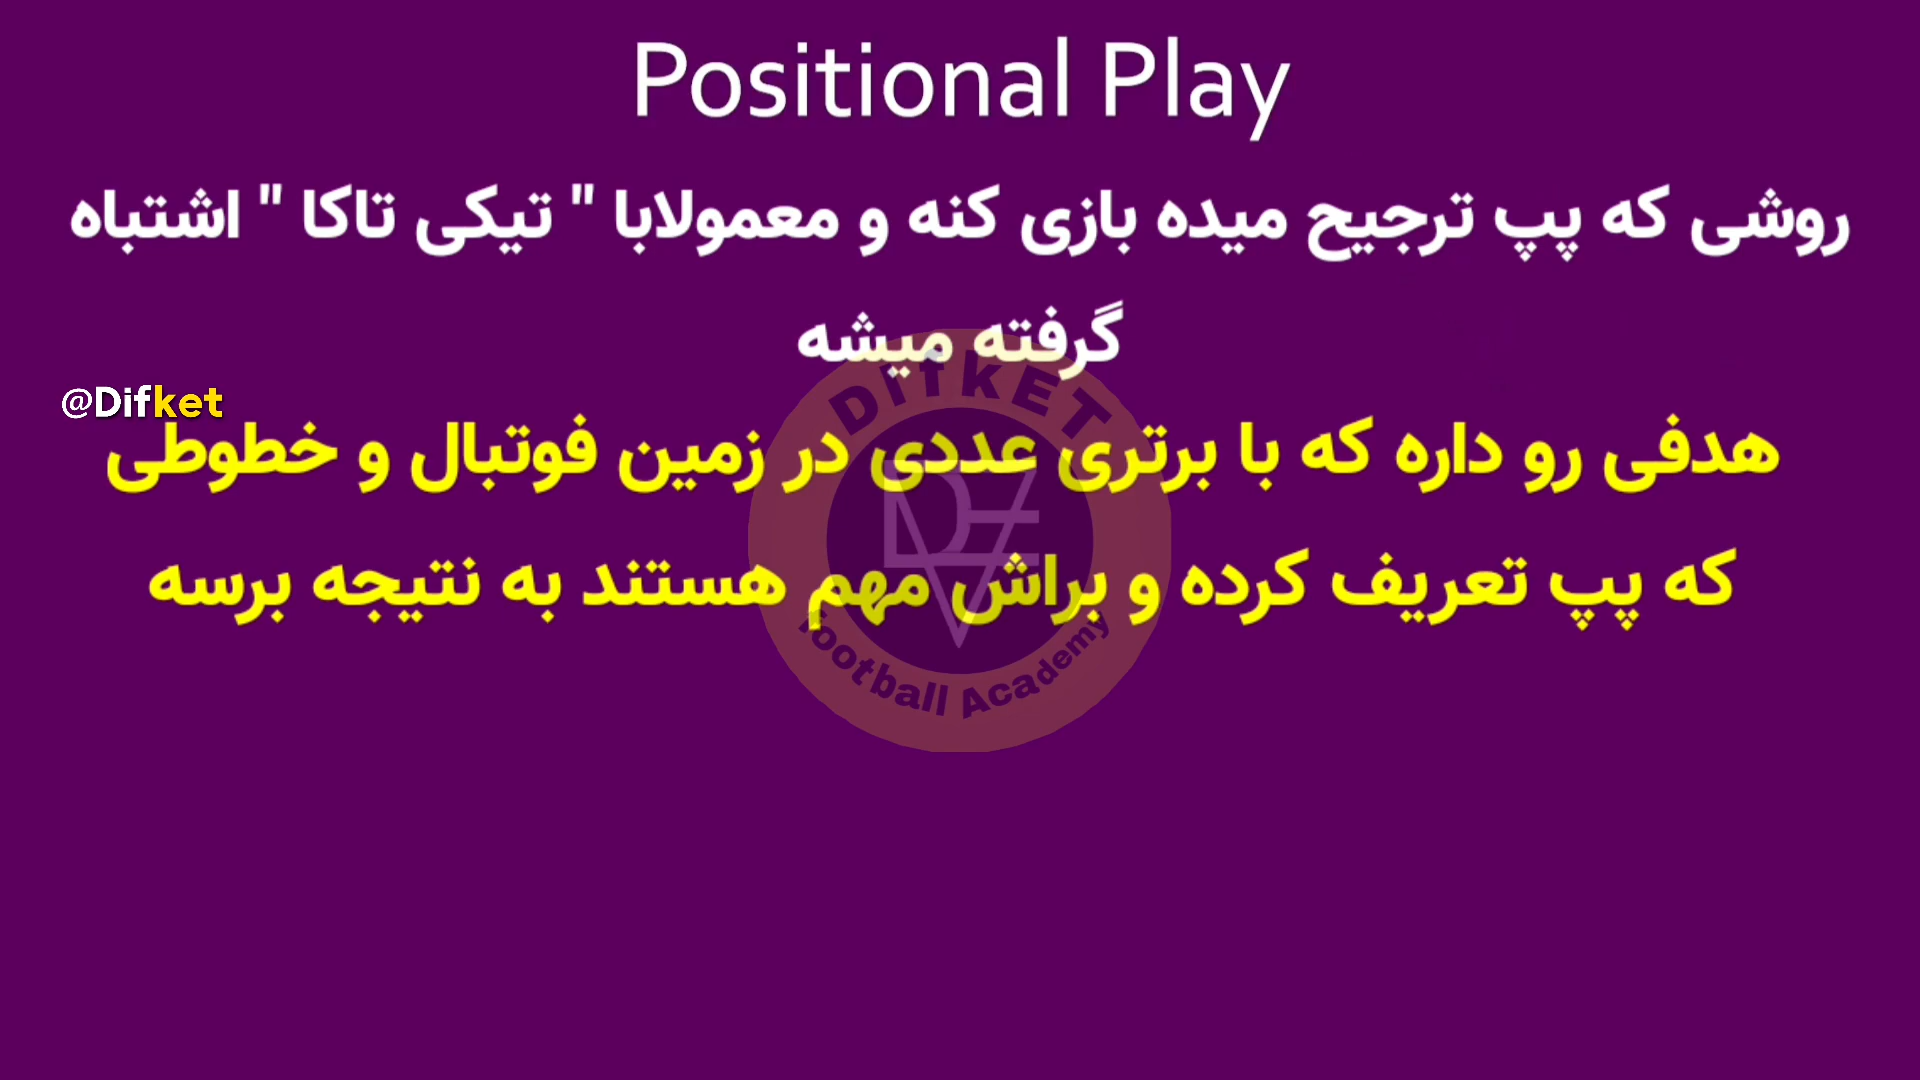 Positional Play
روشی که پپ ترجیح میده بازی کنه و معمولابا " تیکی تاکا " اشتباه
گرفته میشه
@Difket
هدفی رو داره که با برتری عددی در زمین فوتبال و خطوطی
که پپ تعریف کرده و براش مهم هستند به نتیجه برسه
DifKET
football Academy